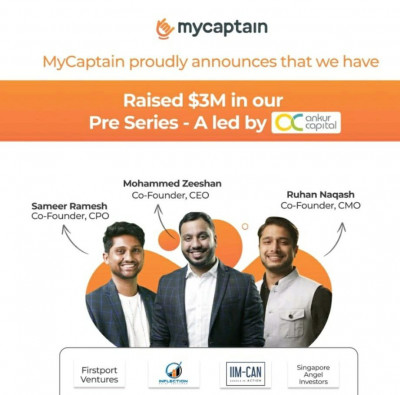 mycaptain
MyCaptain proudly announces that we have
Raised $3M in our
Pre Series - A led by ankur capital
Mohammed Zeeshan
Co-Founder, CEO
Sameer Ramesh
Co-Founder, CPO
Ruhan Naqash
Co-Founder, CMO
Firstport
Ventures
INFLECTION
IIM-CAN
Singapore
Angel
Investors